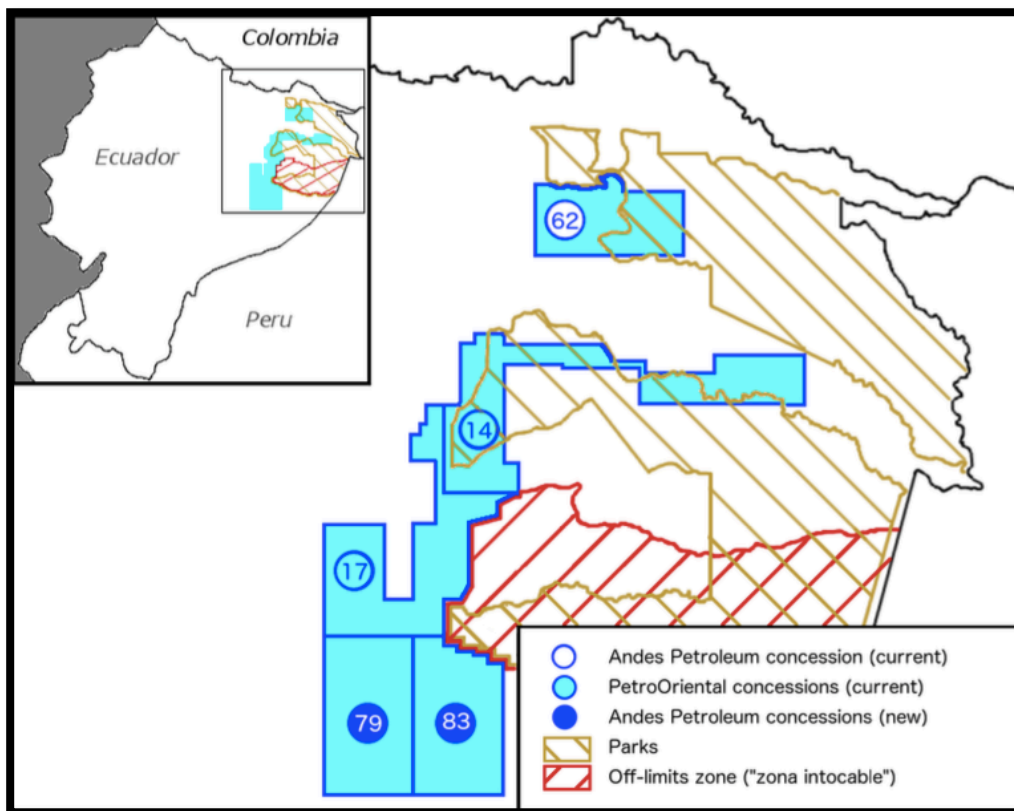 Colombia
Ecuador
Peru
62
14
17
79
83
Andes Petroleum concession (current)
PetroOriental concessions (current)
Andes Petroleum concessions (new)
Parks
Off-limits zone ("zona intocable")